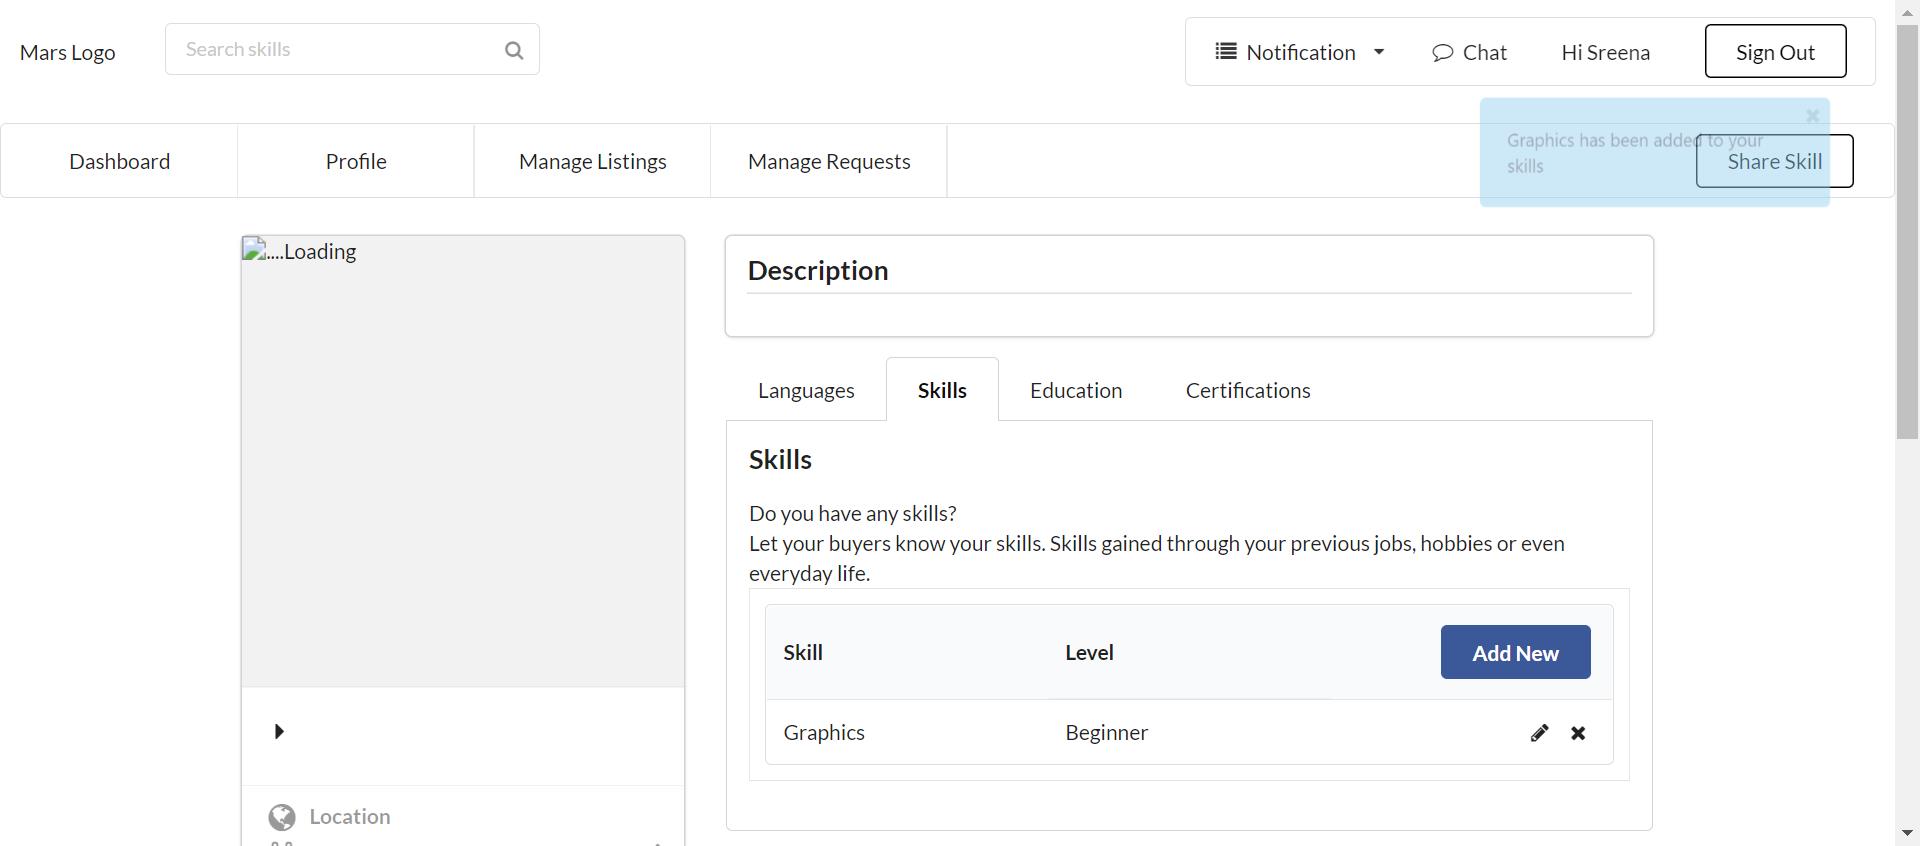 Mars Logo
Search skills
Notification
Chat
Hi Sreena
Sign Out
Dashboard
Profile
Manage Listings
Manage Requests
Graphics has been added to your
skills
Share Skill
....Loading
Description
Languages
Skills
Education
Certifications
Skills
Do you have any skills?
Let your buyers know your skills. Skills gained through your previous jobs, hobbies or even
everyday life.
Skill
Level
Add New
Graphics
Beginner
Location